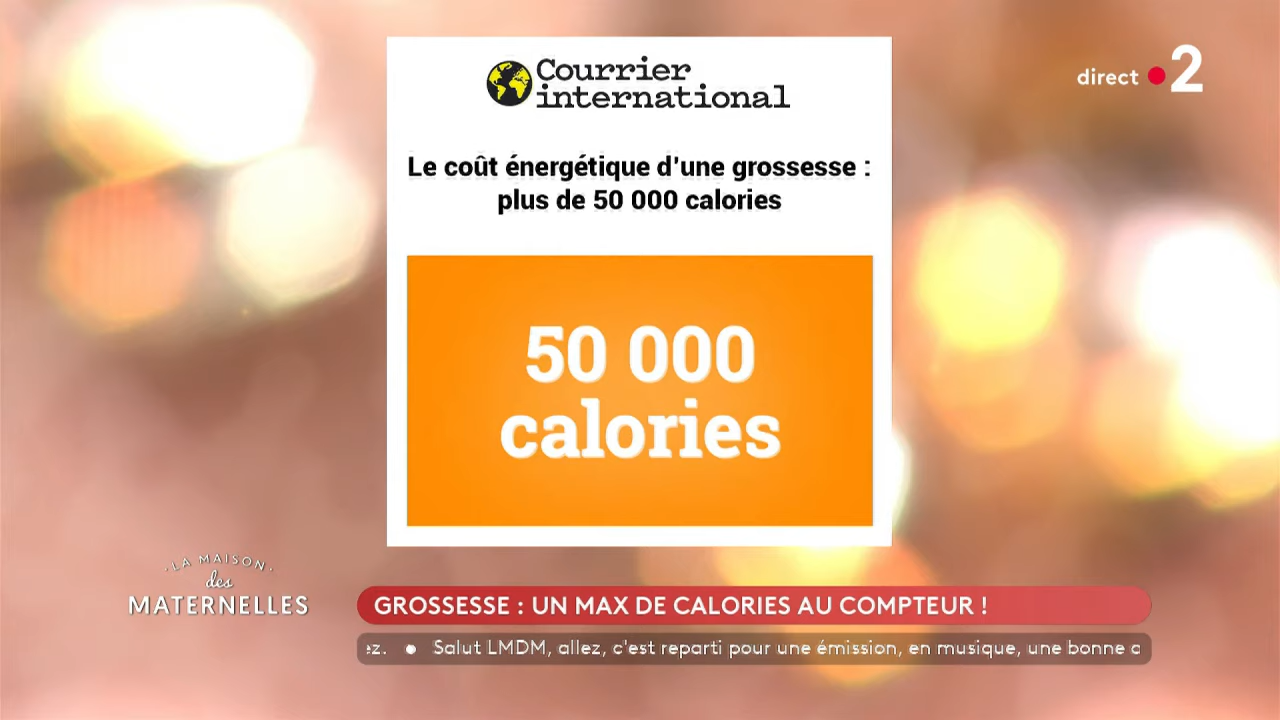 Courrier
international
direct 2
Le coût énergétique d'une grossesse :
plus de 50 000 calories
50 000
calories
LA MAISON
des
MATERNELLES
GROSSESSE : UN MAX DE CALORIES AU COMPTEUR !
ez. • Salut LMDM, allez, c'est reparti pour une émission, en musique, une bonne